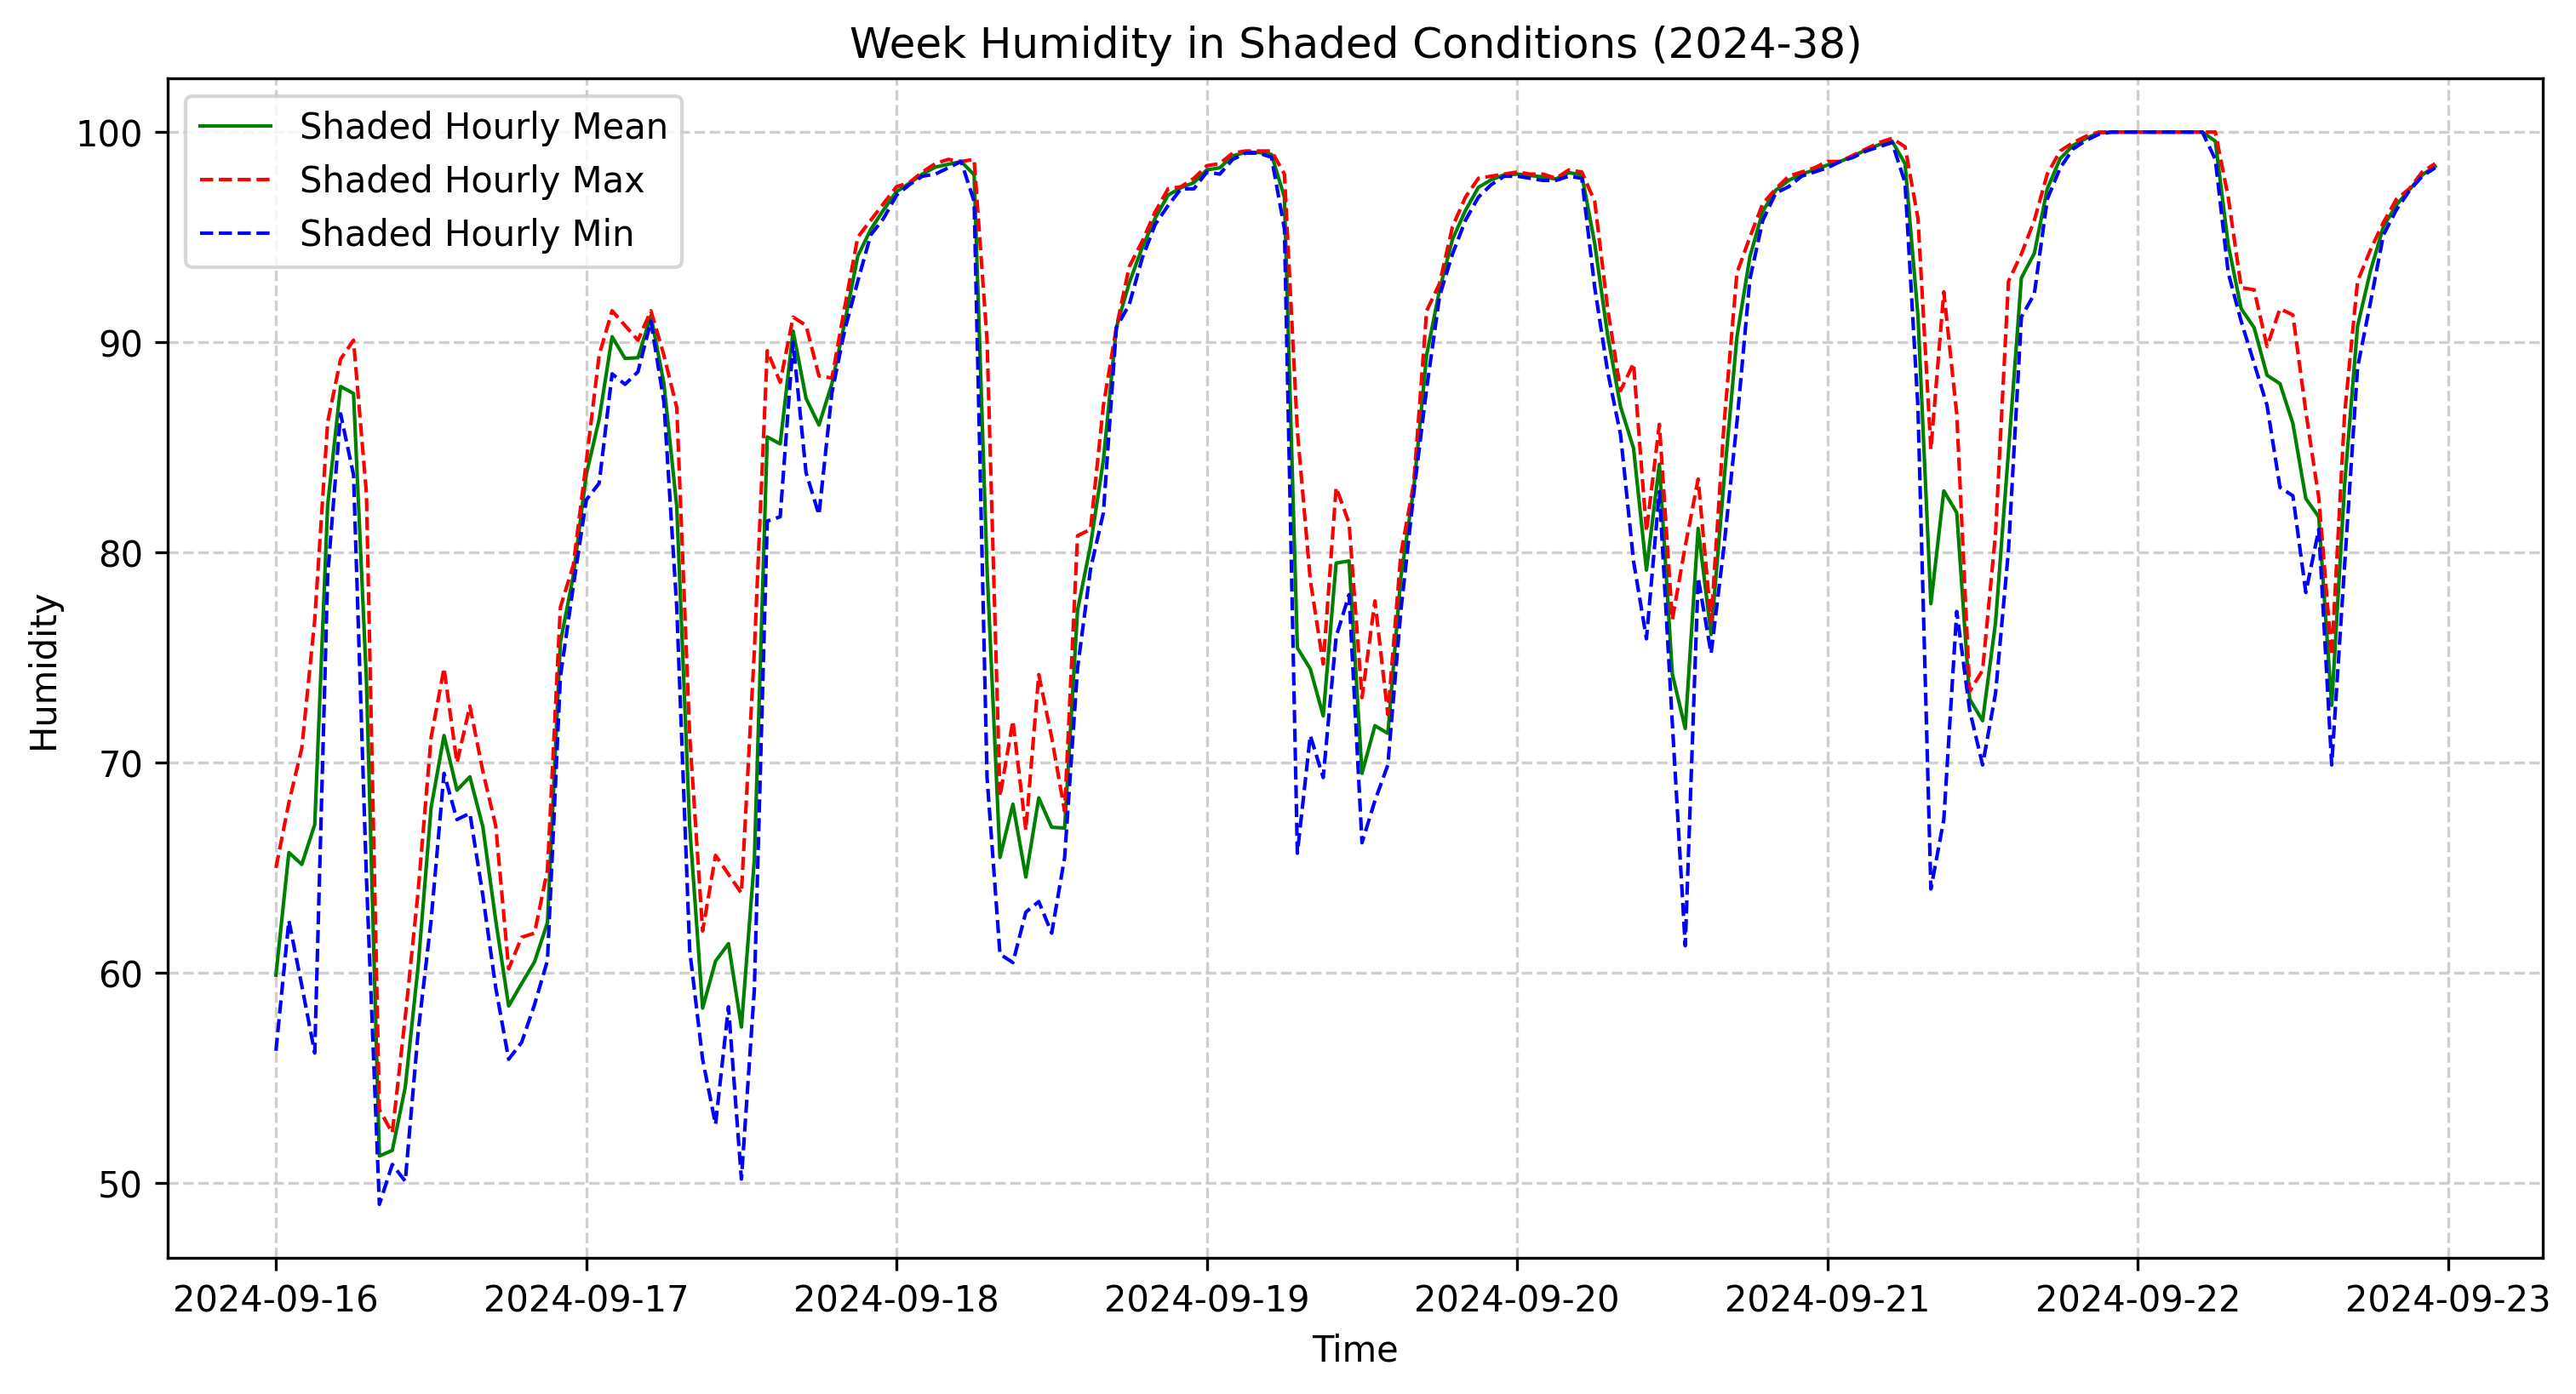 Week Humidity in Shaded Conditions (2024-38)
Shaded Hourly Mean
Shaded Hourly Max
Shaded Hourly Min
Humidity
100
90
80
70
60
50
2024-09-16 2024-09-17 2024-09-18 2024-09-19 2024-09-20 2024-09-21 2024-09-22 2024-09-23
Time